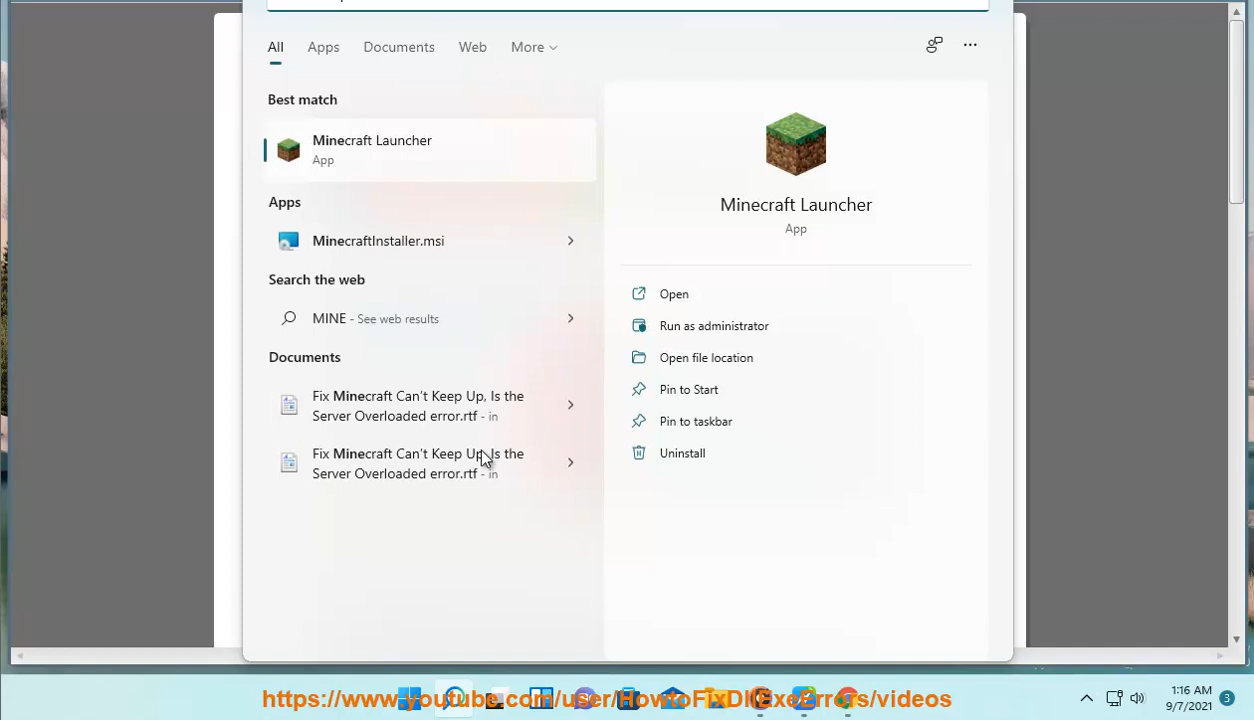 All Apps Documents Web More
Best match
Minecraft Launcher
App
Apps
MinecraftInstaller.msi
Search the web
MINE - See web results
Documents
Fix Minecraft Can't Keep Up, Is the
Server Overloaded error.rtf - in
Fix Minecraft Can't Keep Up, Is the
Server Overloaded error.rtf - in
Minecraft Launcher
App
Open
Run as administrator
Open file location
Pin to Start
Pin to taskbar
Uninstall
https://www.youtube.com/user/HowtoFixDllExeErrors/videos
1:16 AM
9/7/2021
3